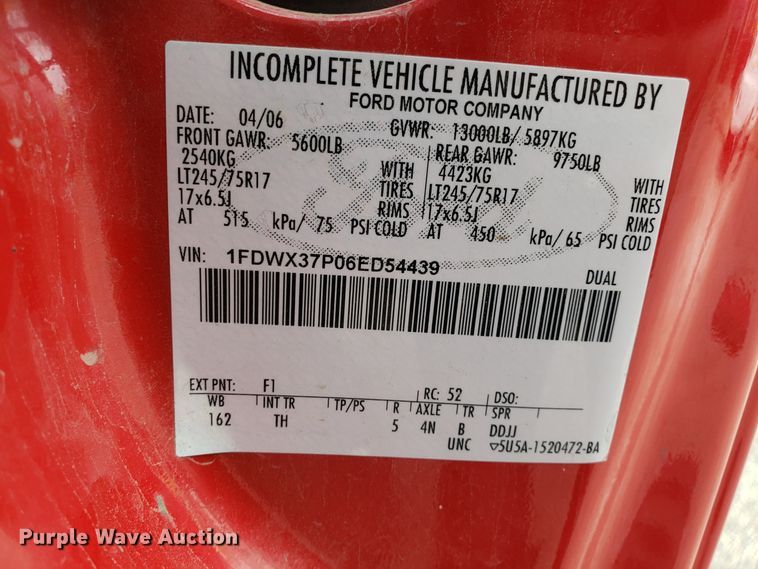 INCOMPLETE VEHICLE MANUFACTURED BY
FORD MOTOR COMPANY
DATE: 04/06 GVWR: 13000LB/ 5897KG
FRONT GAWR: 5600LB REAR GAWR: 9750LB
2540KG WITH 4423KG WITH
LT245/75R17 TIRES LT245/75R17 TIRES
17x6.5J RIMS 17x6.5J RIMS
AT 515 kPa/ 75 PSI COLD AT 450 kPa/ 65 PSI COLD
VIN: 1FDWX37P06ED54439
DUAL
EXT PNT: F1 RC: 52 DSO:
WB INT TR TP/PS R AXLE TR SPR
162 TH 5 4N B DDJJ
UNC ▽5U5A-1520472-BA
Purple Wave Auction